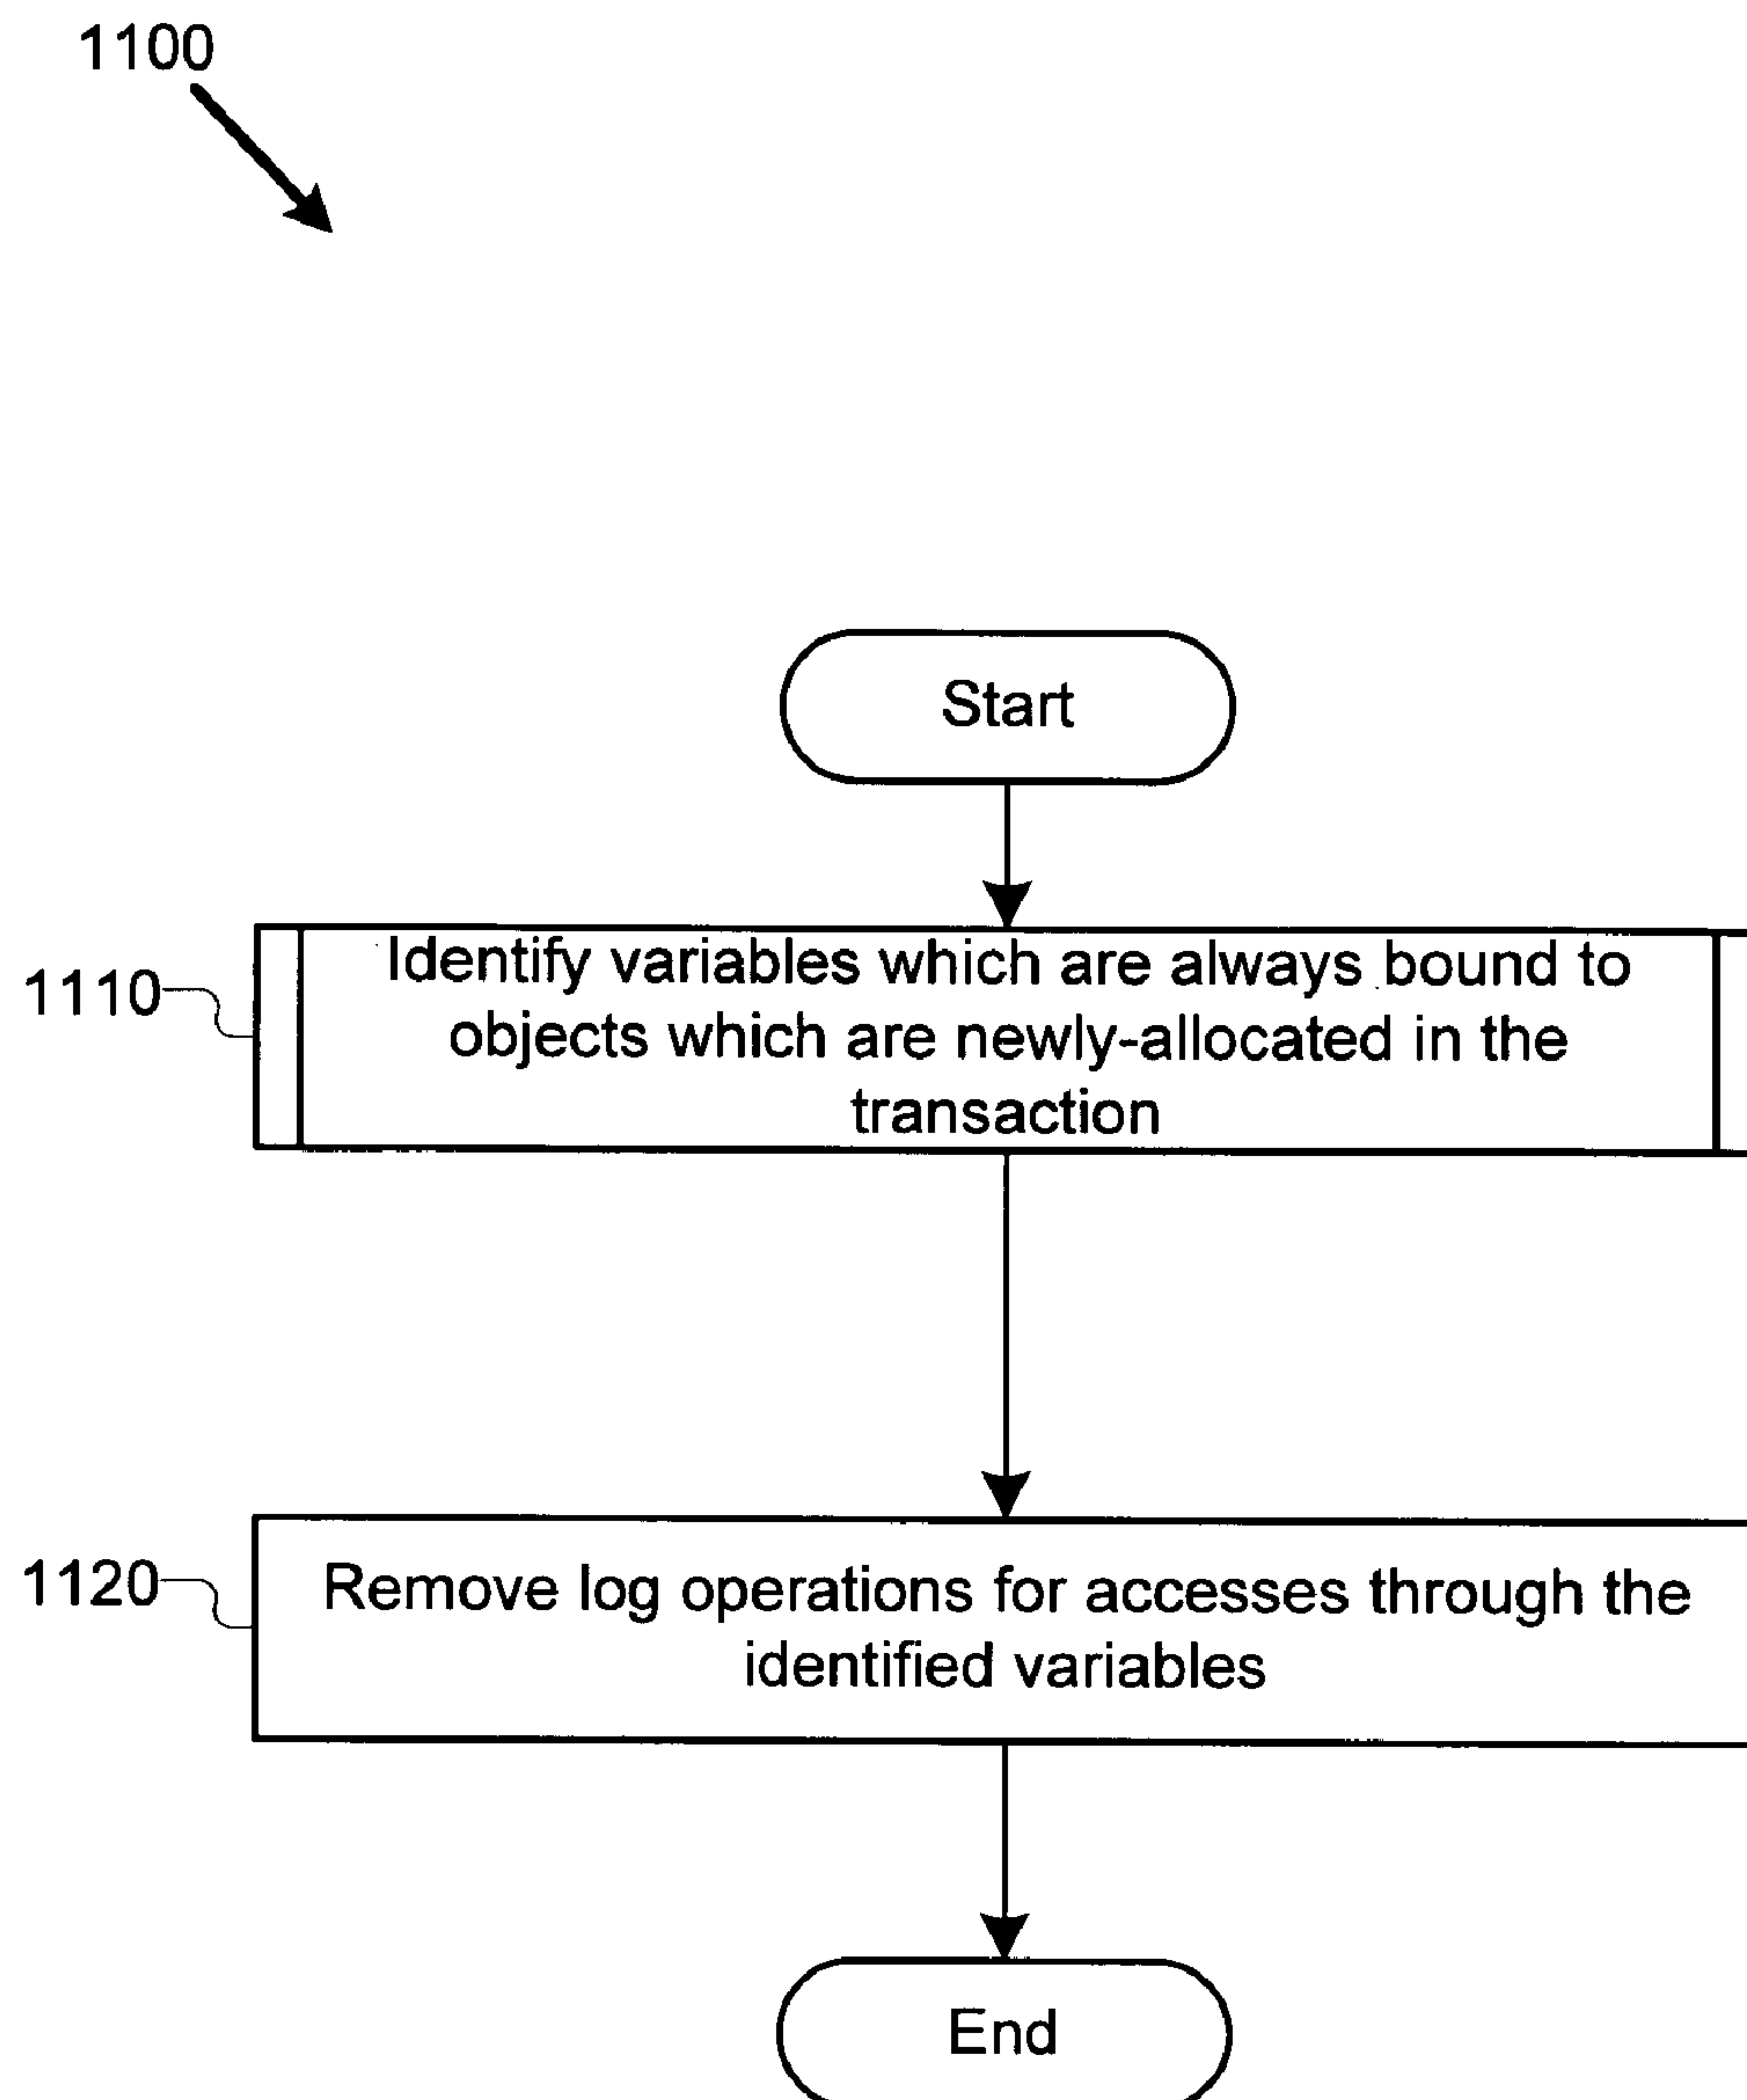 1100
Start
1110
Identify variables which are always bound to
objects which are newly-allocated in the
transaction
1120
Remove log operations for accesses through the
identified variables
End